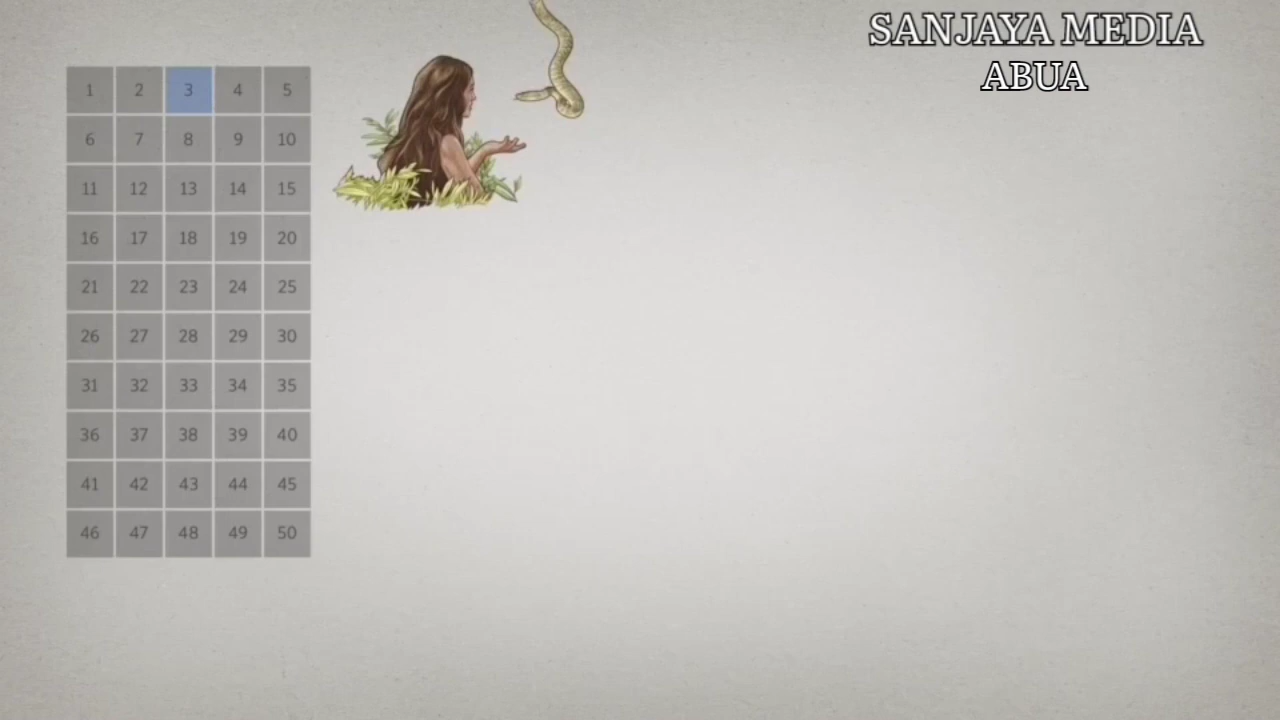 SANJAYA MEDIA
ABUA
1 2 3 4 5
6 7 8 9 10
11 12 13 14 15
16 17 18 19 20
21 22 23 24 25
26 27 28 29 30
31 32 33 34 35
36 37 38 39 40
41 42 43 44 45
46 47 48 49 50